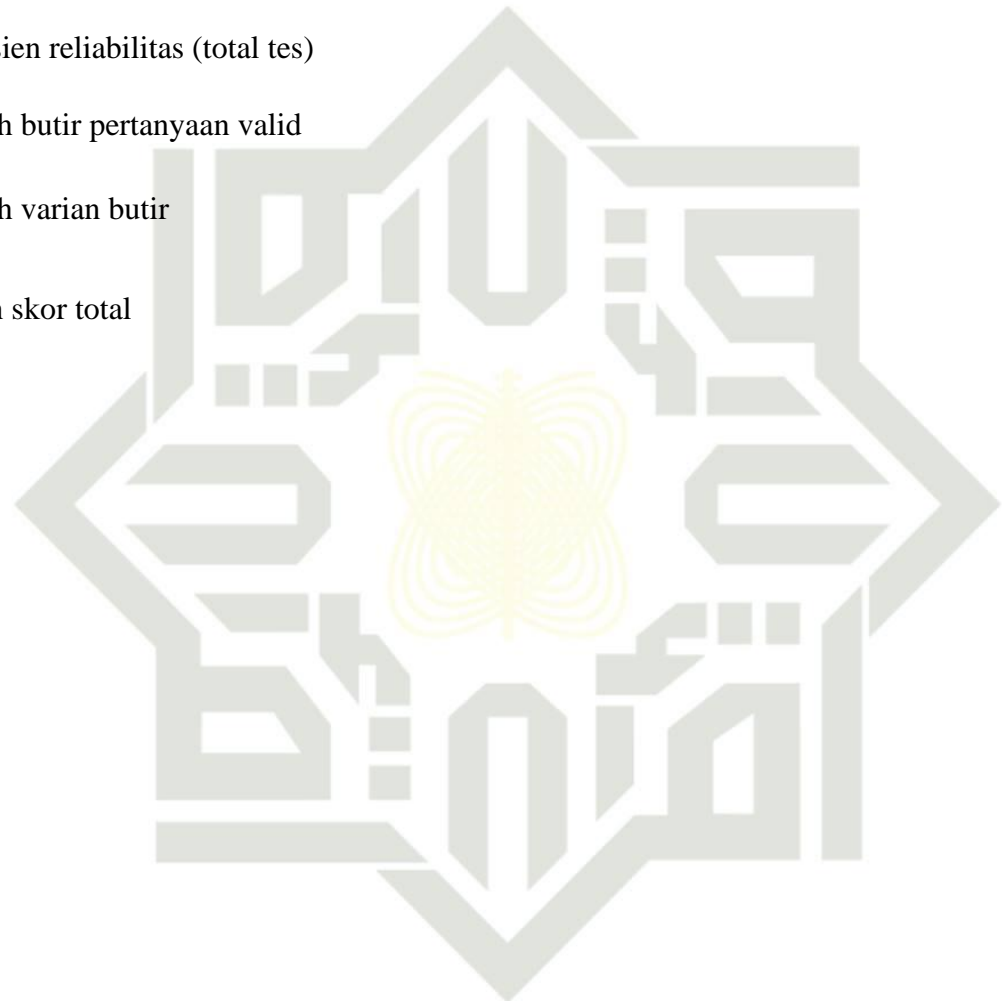 ien reliabilitas (total tes)
h butir pertanyaan valid
h varian butir
skor total